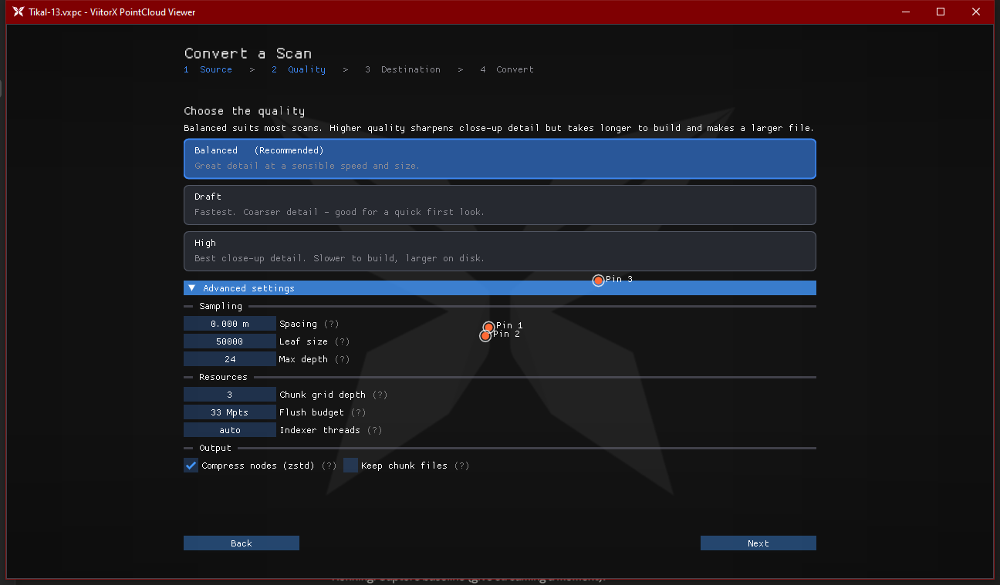 Tikal-13.vxpc - ViitorX PointCloud Viewer
Convert a Scan
1 Source > 2 Quality > 3 Destination > 4 Convert
Choose the quality
Balanced suits most scans. Higher quality sharpens close-up detail but takes longer to build and makes a larger file.
Balanced (Recommended)
Great detail at a sensible speed and size.
Draft
Fastest. Coarser detail - good for a quick first look.
High
Best close-up detail. Slower to build, larger on disk.
Pin 3
▼ Advanced settings
Sampling
0.000 m Spacing (?)
Pin 1
Pin 2
50000 Leaf size (?)
24 Max depth (?)
Resources
3 Chunk grid depth (?)
33 Mpts Flush budget (?)
auto Indexer threads (?)
Output
Compress nodes (zstd) (?) Keep chunk files (?)
Back Next